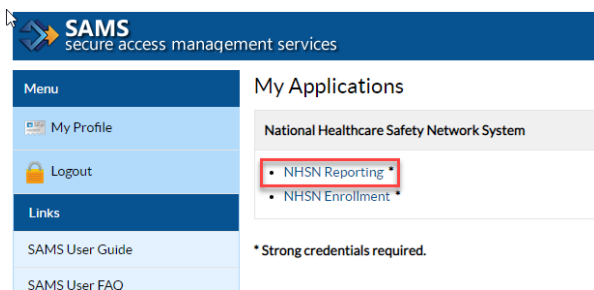 SAMS
secure access management services
Menu
My Profile
Logout
Links
SAMS User Guide
SAMS User FAQ
My Applications
National Healthcare Safety Network System
• NHSN Reporting *
• NHSN Enrollment *
* Strong credentials required.